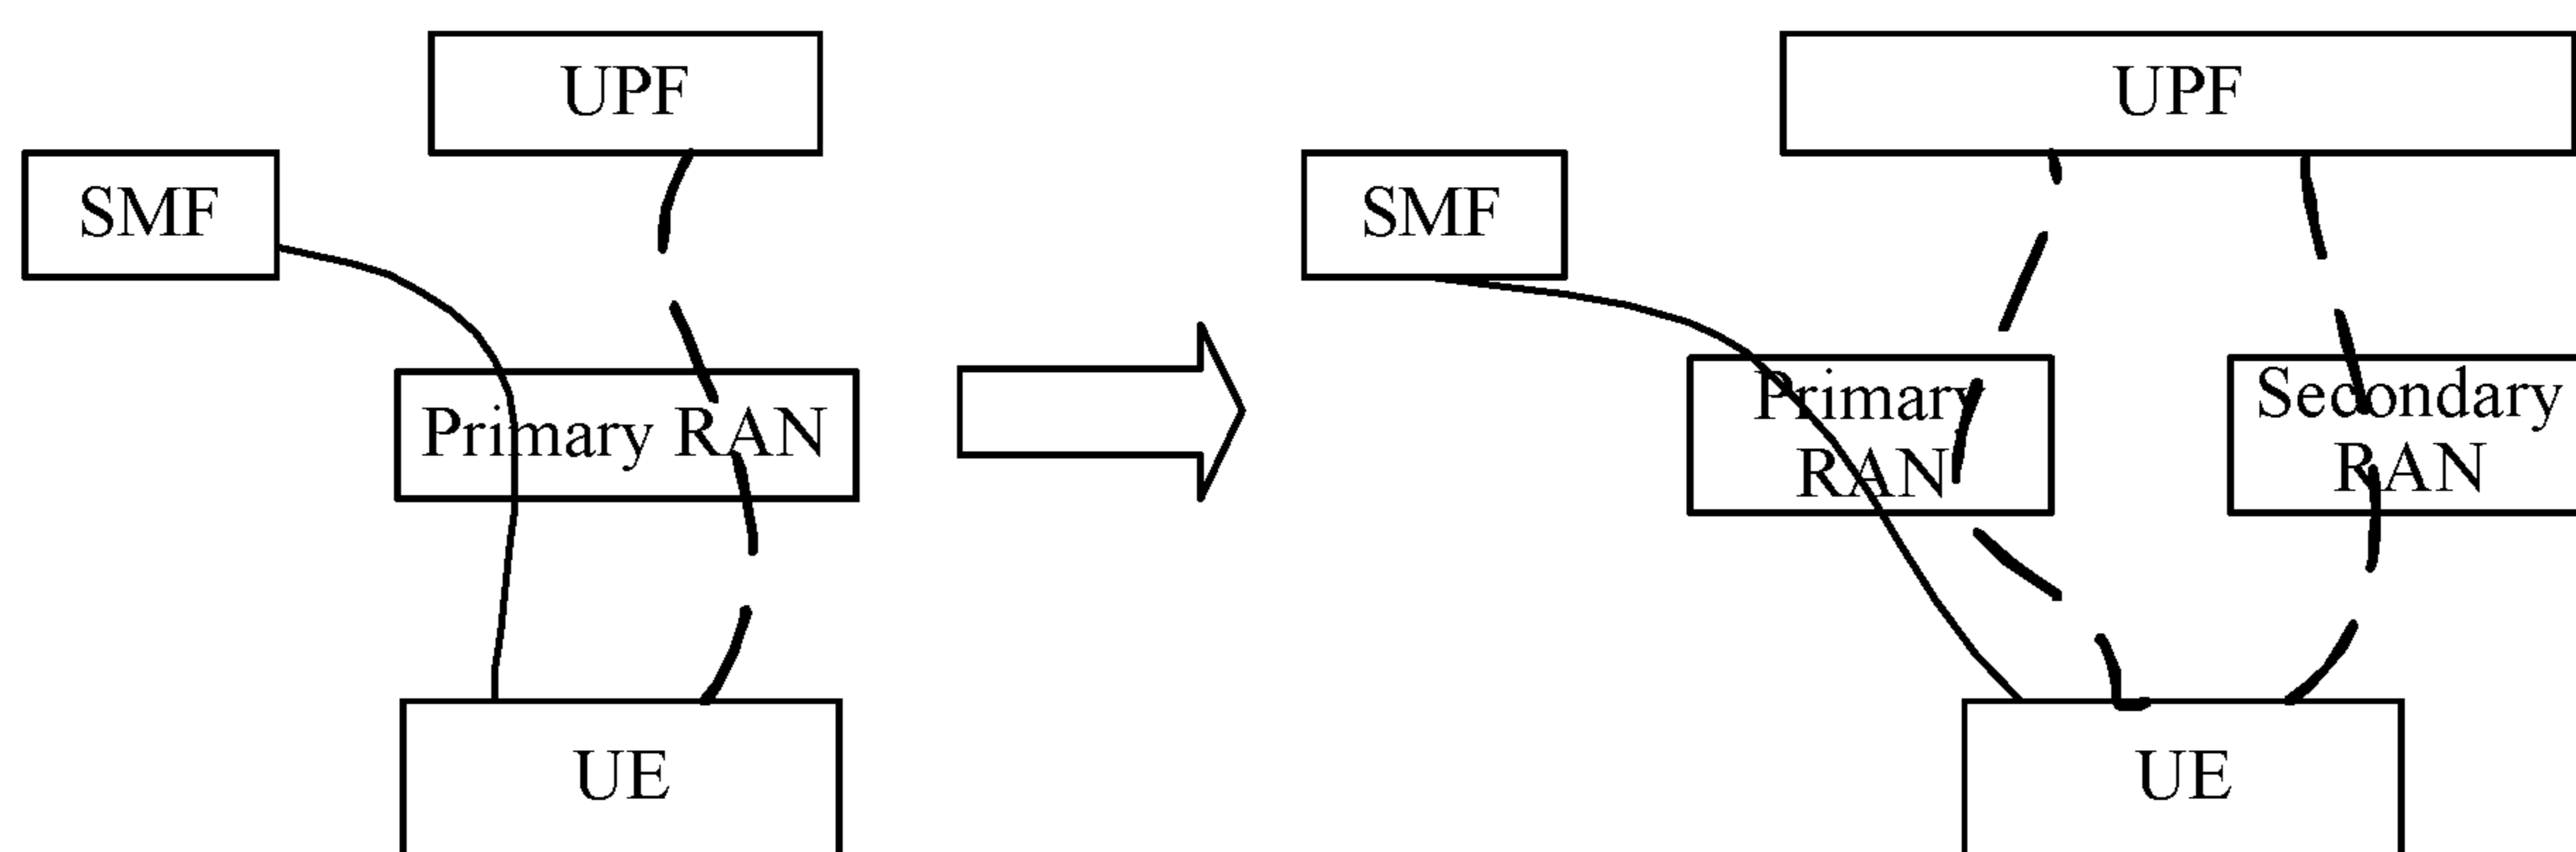 UPF
SMF
Primary RAN
UE
UPF
SMF
Primary
RAN
Secondary
RAN
UE